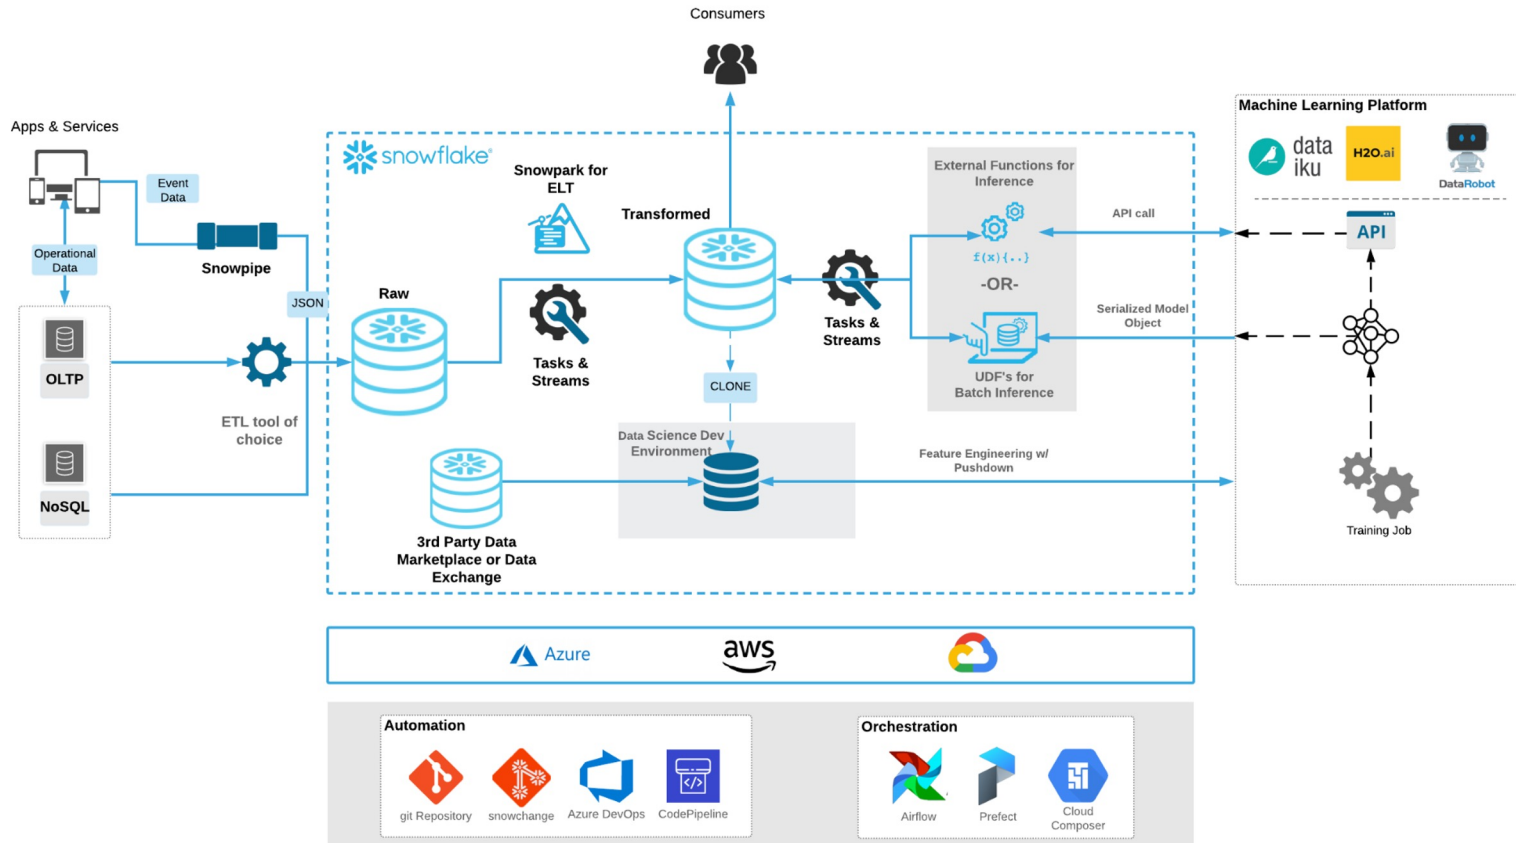 Consumers
Apps & Services
Event
Data
Operational
Data
Snowpipe
JSON
OLTP
NoSQL
ETL tool of
choice
snowflake®
Snowpark for
ELT
Raw
Tasks &
Streams
Transformed
CLONE
Data Science Dev
Environment
3rd Party Data
Marketplace or Data
Exchange
Tasks &
Streams
External Functions for
Inference
f(x){..}
-OR-
UDF's for
Batch Inference
API call
Serialized Model
Object
Feature Engineering w/
Pushdown
Machine Learning Platform
data
iku
H2O.ai
DataRobot
API
Training Job
Azure
aws
Automation
git Repository
snowchange
Azure DevOps
CodePipeline
Orchestration
Airflow
Prefect
Cloud
Composer